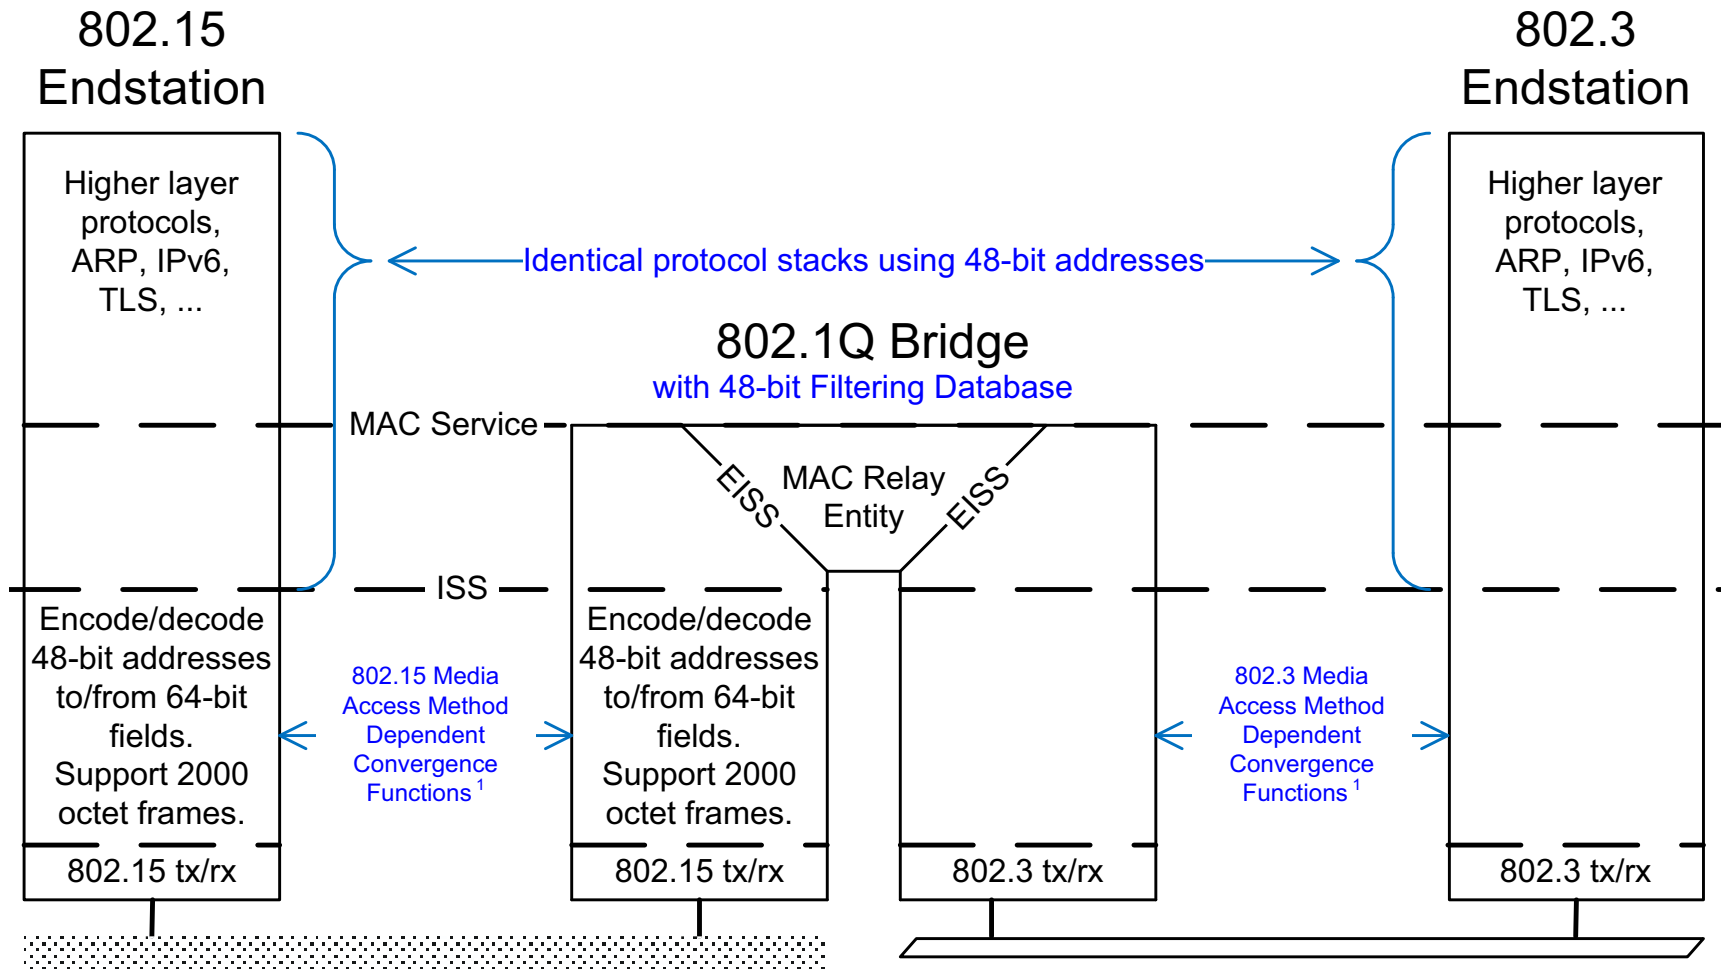 802.15
Endstation
802.3
Endstation
Higher layer
protocols,
ARP, IPv6,
TLS, ...
Identical protocol stacks using 48-bit addresses
Higher layer
protocols,
ARP, IPv6,
TLS, ...
802.1Q Bridge
with 48-bit Filtering Database
MAC Service
EISS
MAC Relay
Entity
EISS
ISS
Encode/decode
48-bit addresses
to/from 64-bit
fields.
Support 2000
octet frames.
802.15 Media
Access Method
Dependent
Convergence
Functions 1
Encode/decode
48-bit addresses
to/from 64-bit
fields.
Support 2000
octet frames.
802.3 Media
Access Method
Dependent
Convergence
Functions 1
802.15 tx/rx
802.15 tx/rx
802.3 tx/rx
802.3 tx/rx